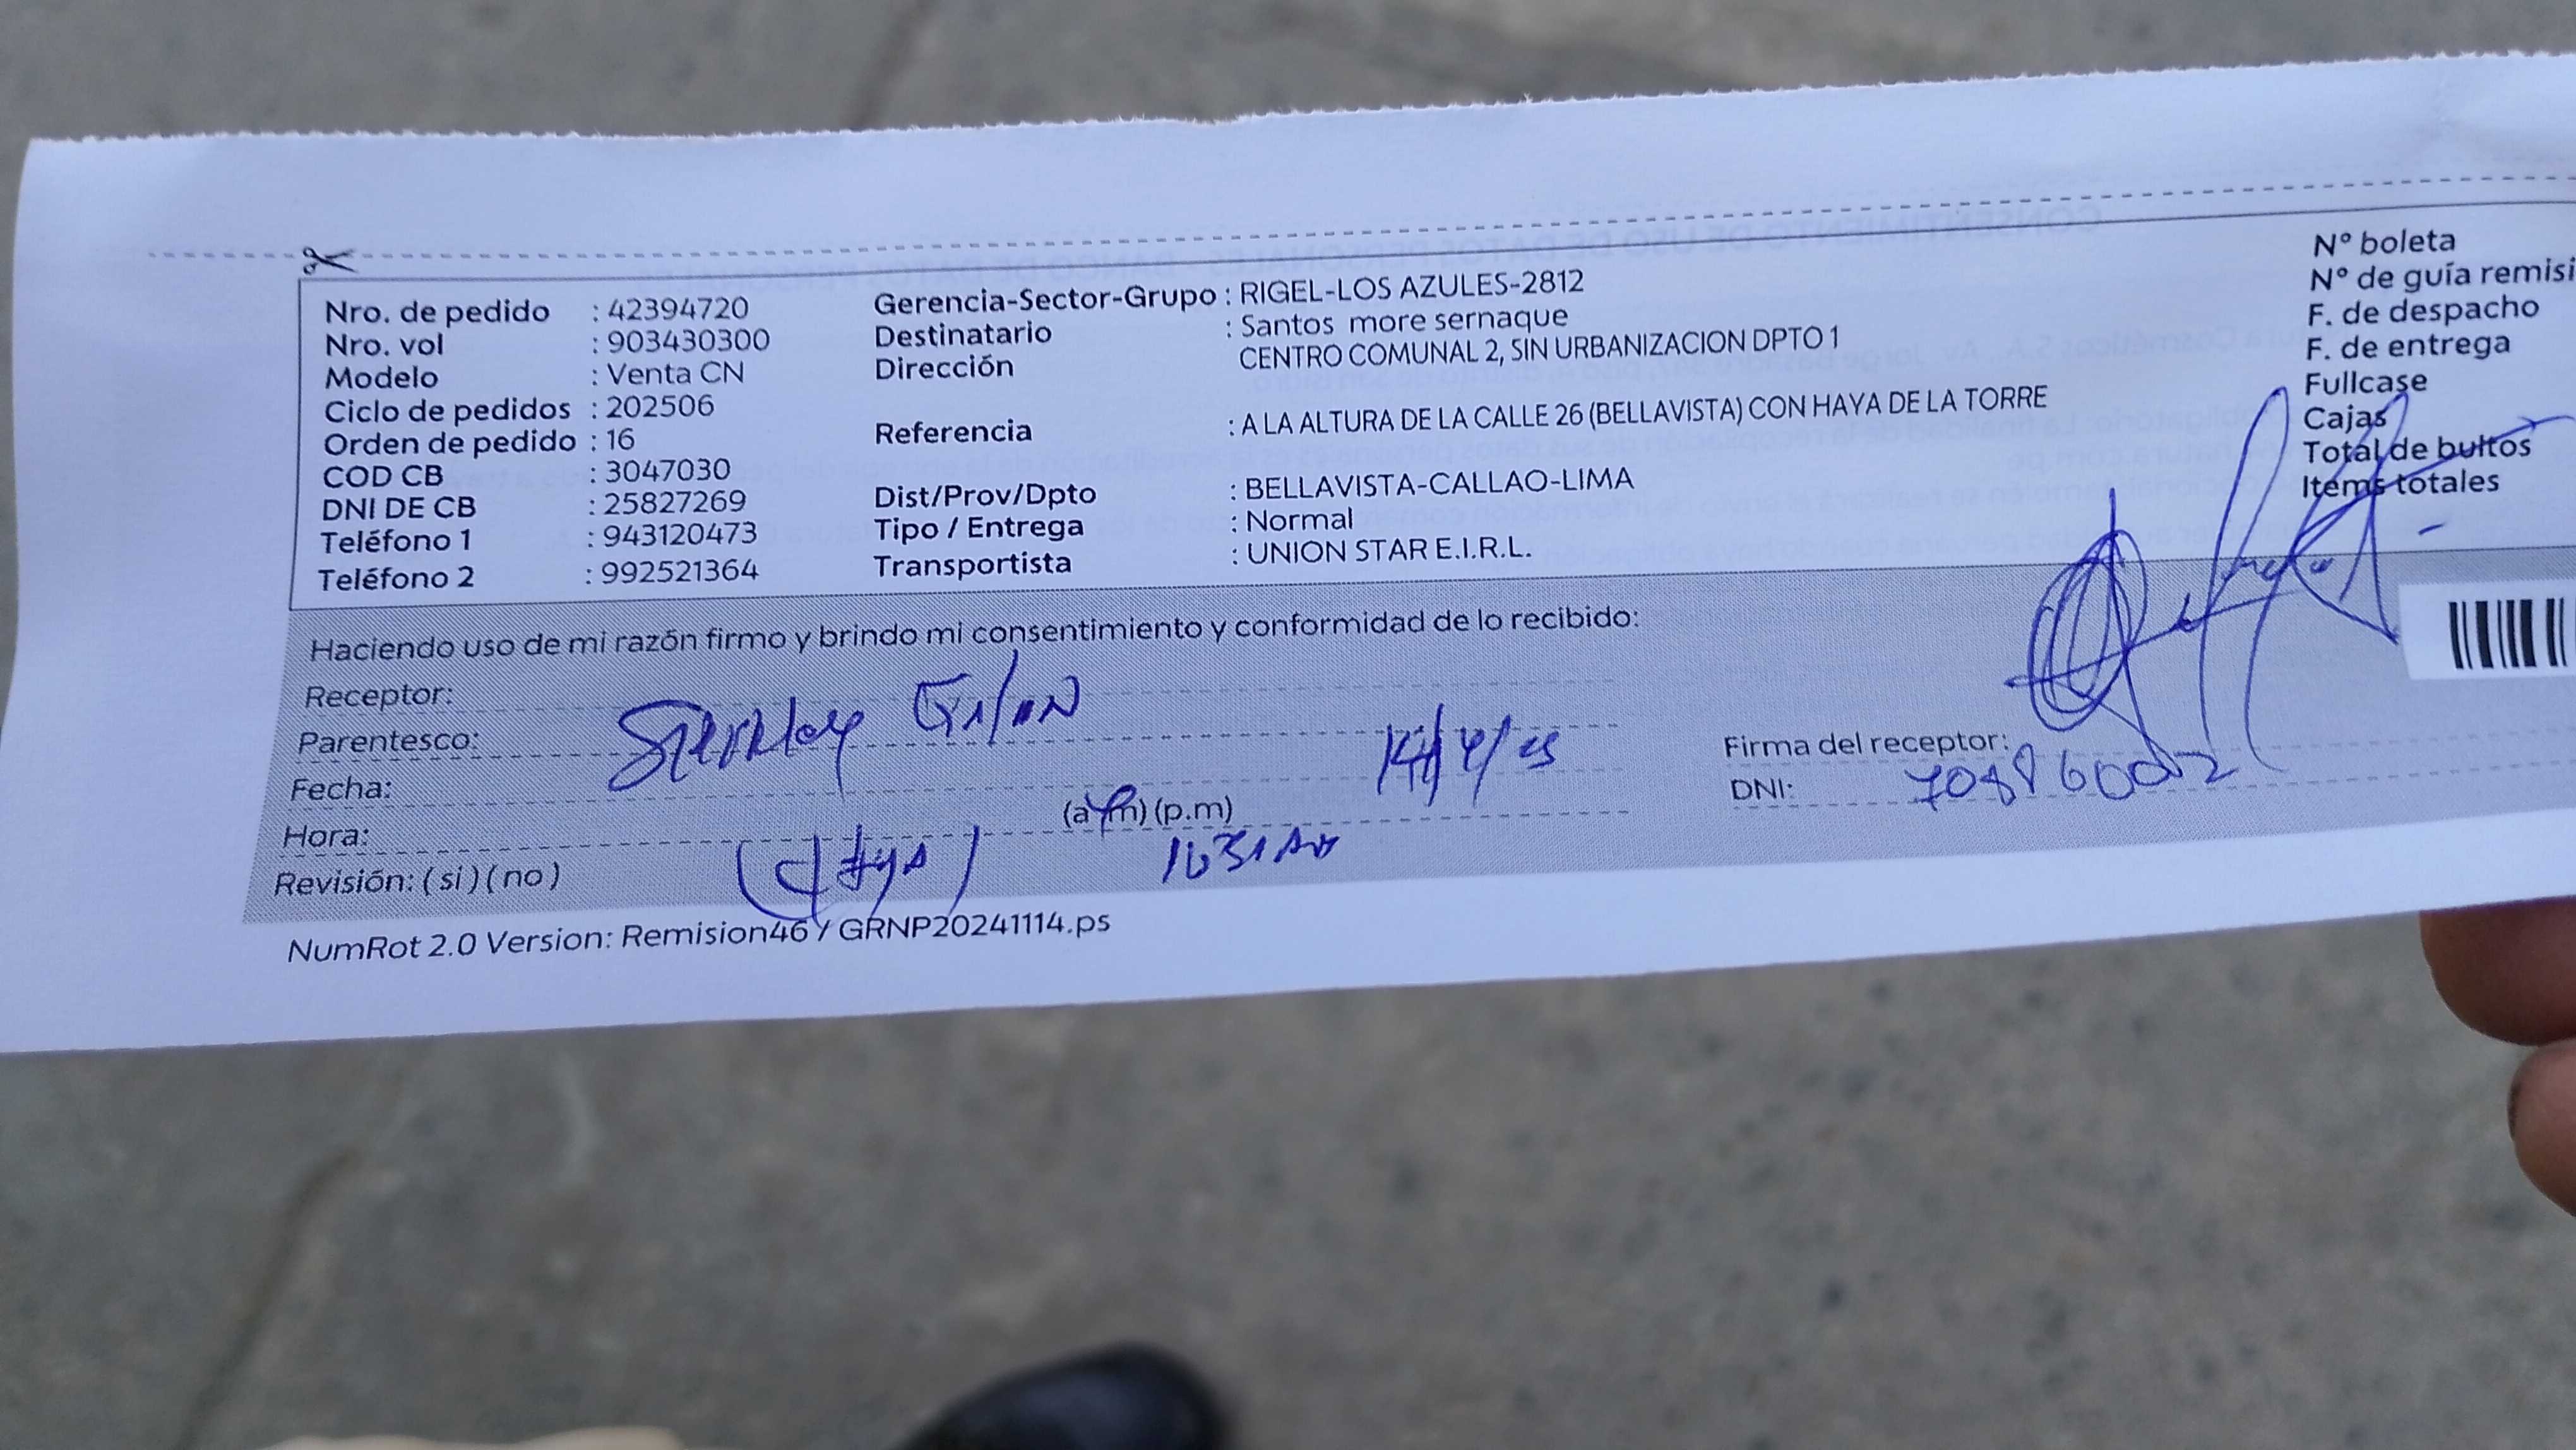 Nro. de pedido : 42394720
Nro. vol : 903430300
Modelo : Venta CN
Ciclo de pedidos : 202506
Orden de pedido : 16
COD CB : 3047030
DNI DE CB : 25827269
Teléfono 1 : 943120473
Teléfono 2 : 992521364
Gerencia-Sector-Grupo : RIGEL-LOS AZULES-2812
Destinatario : Santos more sernaque
Dirección CENTRO COMUNAL 2, SIN URBANIZACION DPTO 1
Referencia : A LA ALTURA DE LA CALLE 26 (BELLAVISTA) CON HAYA DE LA TORRE
Dist/Prov/Dpto : BELLAVISTA-CALLAO-LIMA
Tipo / Entrega : Normal
Transportista : UNION STAR E.I.R.L.
N° boleta
N° de guía remisi
F. de despacho
F. de entrega
Fullcase
Cajas
Total de bultos
Items totales
Haciendo uso de mi razón firmo y brindo mi consentimiento y conformidad de lo recibido:
Receptor:
Parentesco:
Fecha: 14/4/25
Hora: (a.m) (p.m)
Revisión: ( si ) ( no )
Firma del receptor:
DNI:
NumRot 2.0 Version: Remision46 / GRNP20241114.ps